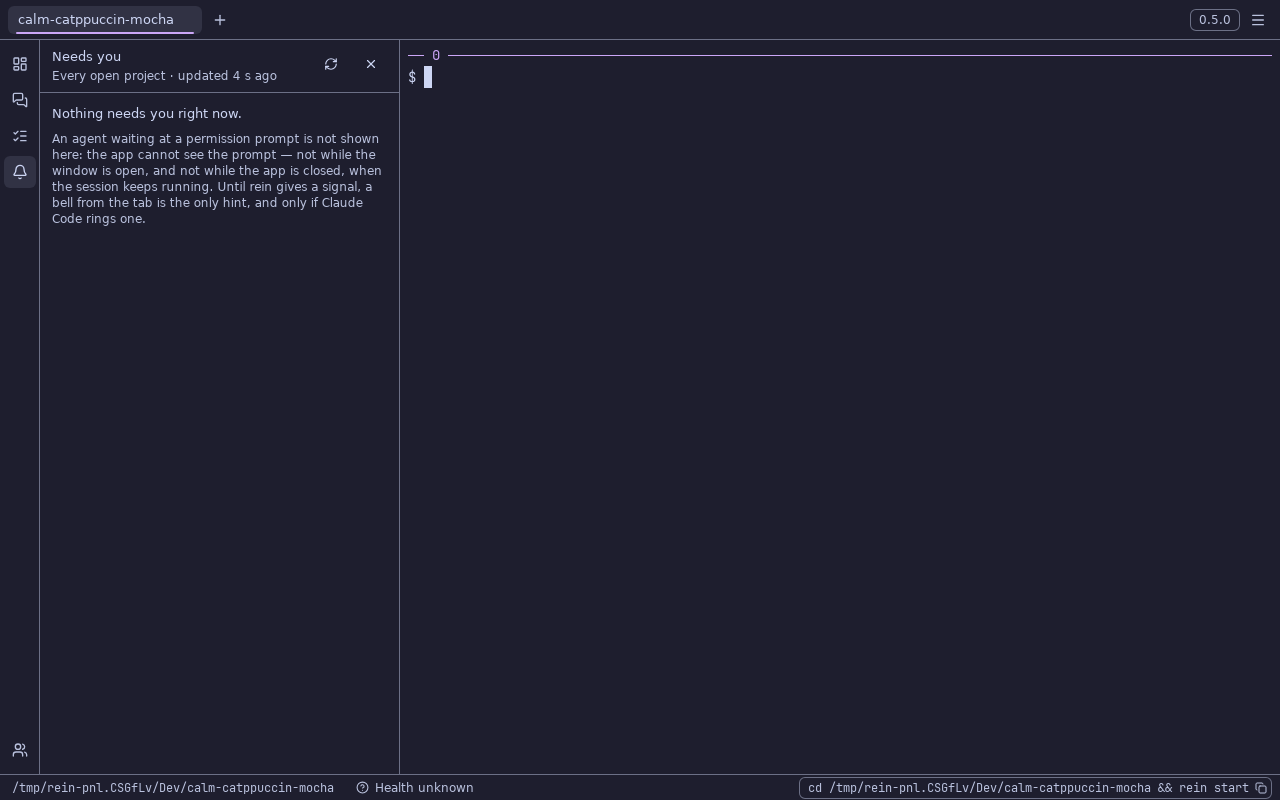 calm-catppuccin-mocha
0.5.0
Needs you
Every open project · updated 4 s ago
Nothing needs you right now.
An agent waiting at a permission prompt is not shown
here: the app cannot see the prompt — not while the
window is open, and not while the app is closed, when
the session keeps running. Until rein gives a signal, a
bell from the tab is the only hint, and only if Claude
Code rings one.
0
$
/tmp/rein-pnl.CSGfLv/Dev/calm-catppuccin-mocha
Health unknown
cd /tmp/rein-pnl.CSGfLv/Dev/calm-catppuccin-mocha && rein start